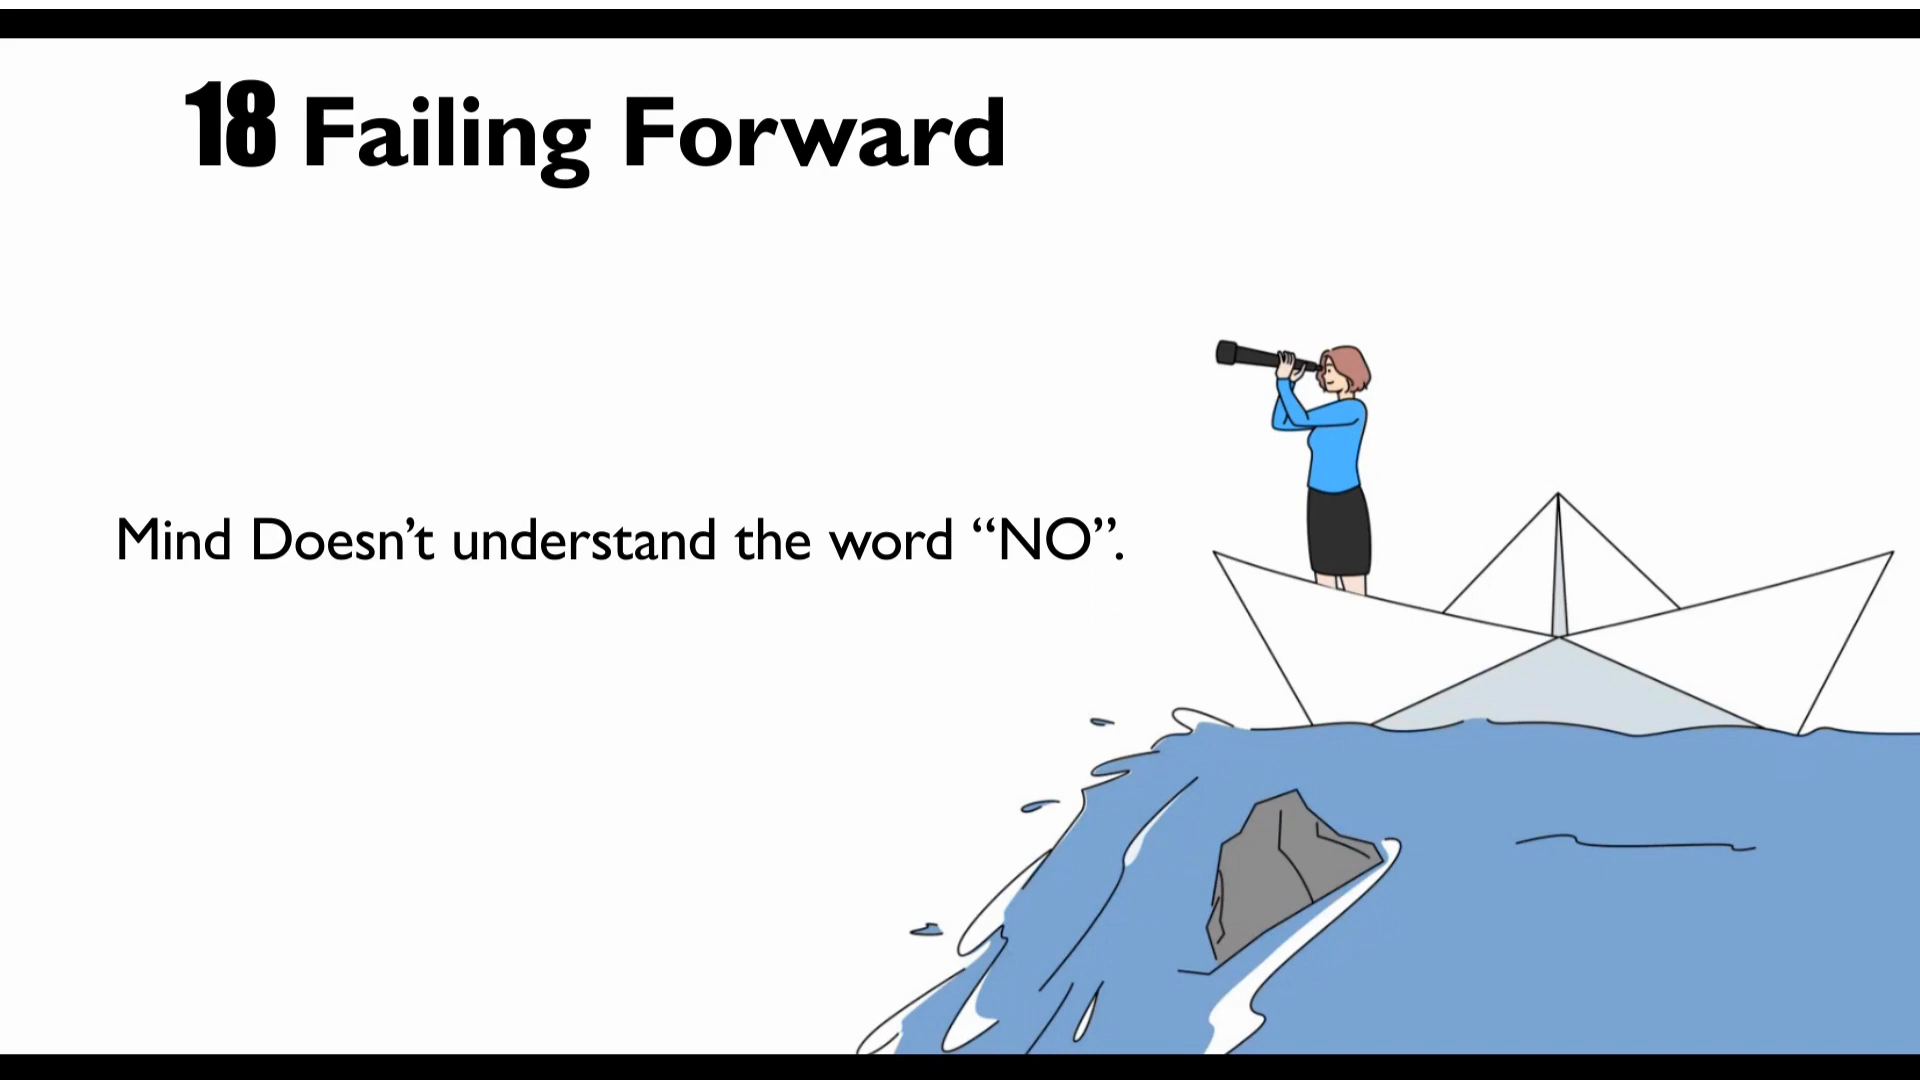 18 Failing Forward
Mind Doesn’t understand the word “NO”.